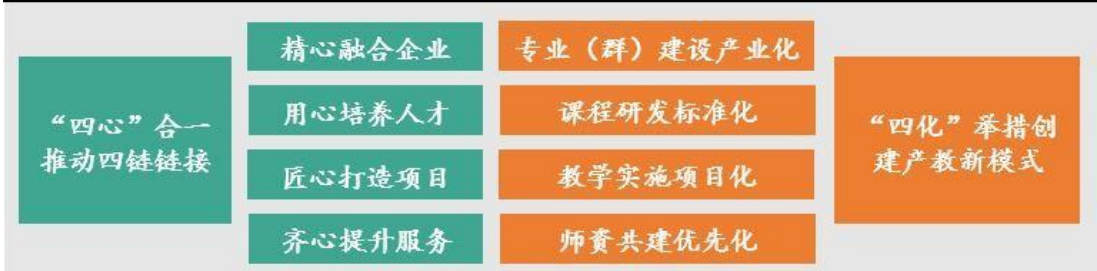 “四心”合一
推动四链链接
精心融合企业
用心培养人才
匠心打造项目
齐心提升服务
专业（群）建设产业化
课程研发标准化
教学实施项目化
师资共建优先化
“四化”举措创
建产教新模式